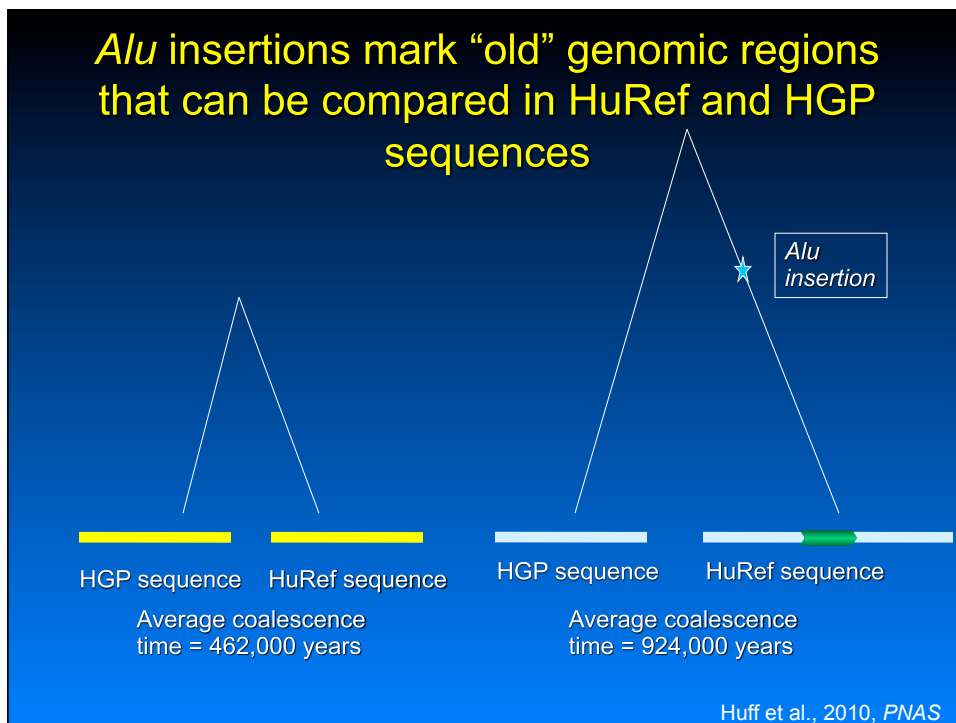 Alu insertions mark “old” genomic regions
that can be compared in HuRef and HGP
sequences
Alu
insertion
HGP sequence
HuRef sequence
Average coalescence
time = 462,000 years
HGP sequence
HuRef sequence
Average coalescence
time = 924,000 years
Huff et al., 2010, PNAS